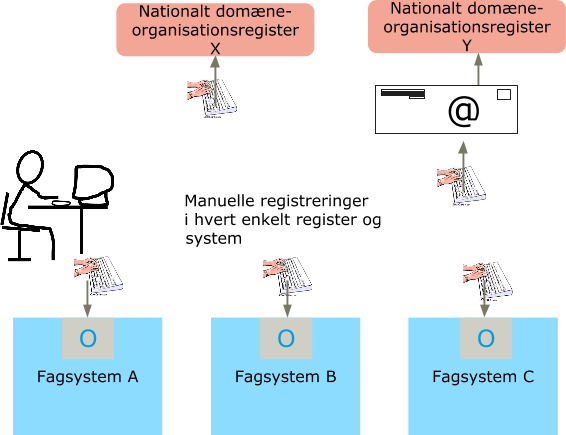 Nationalt domæne-
organisationsregister
X
Nationalt domæne-
organisationsregister
Y
@
Manuelle registreringer
i hvert enkelt register og
system
O
Fagsystem A
O
Fagsystem B
O
Fagsystem C